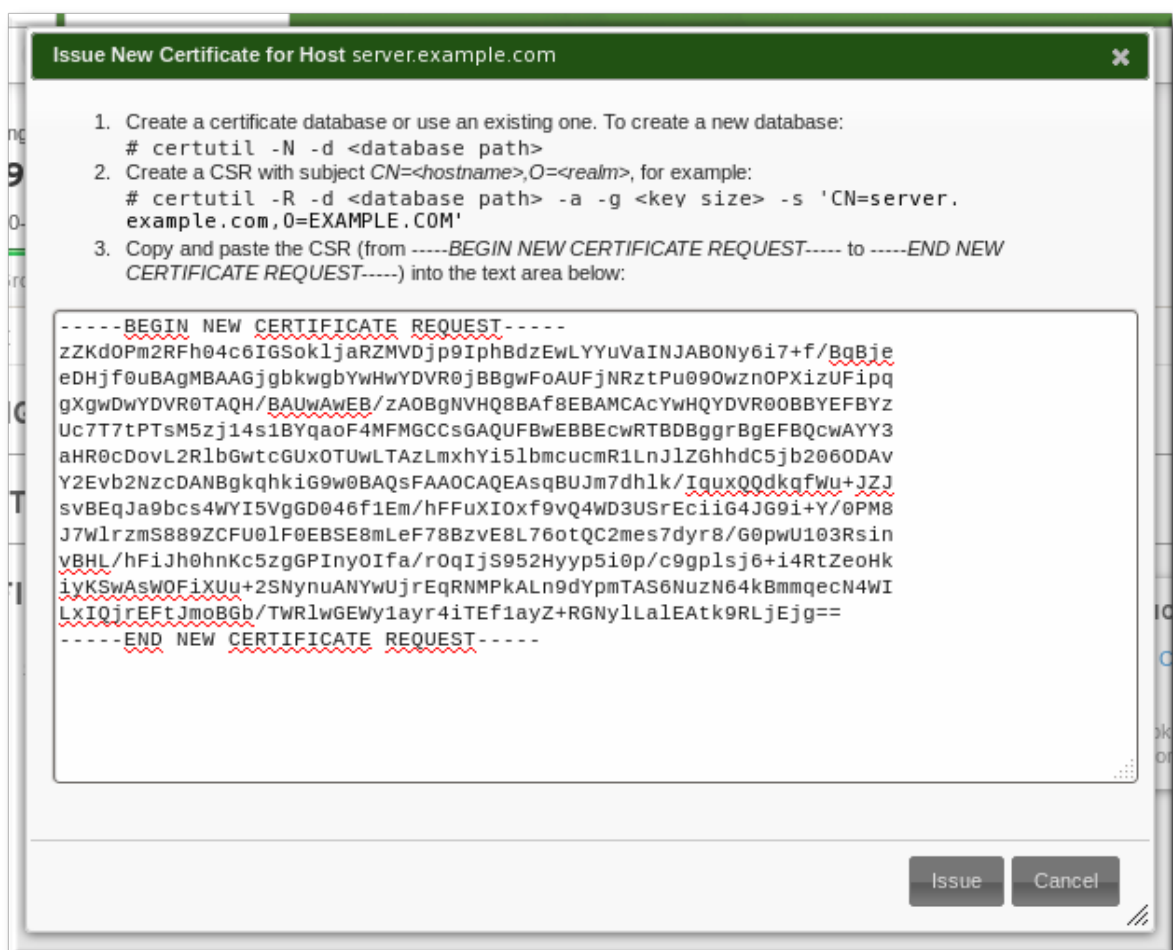 Issue New Certificate for Host server.example.com
1. Create a certificate database or use an existing one. To create a new database:
# certutil -N -d <database path>
2. Create a CSR with subject CN=<hostname>,O=<realm>, for example:
# certutil -R -d <database path> -a -g <key size> -s 'CN=server.
example.com,O=EXAMPLE.COM'
3. Copy and paste the CSR (from -----BEGIN NEW CERTIFICATE REQUEST----- to -----END NEW
CERTIFICATE REQUEST-----) into the text area below:
-----BEGIN NEW CERTIFICATE REQUEST-----
zZKdOPm2RFh04c6IGSokljaRZMVDjp9IphBdzEwLYYuVaINJABONy6i7+f/BqBje
eDHjf0uBAgMBAAGjgbkwgbYwHwYDVR0jBBgwFoAUFjNRztPu09OwznOPXizUFipq
gXgwDwYDVR0TAQH/BAUwAwEB/zAOBgNVHQ8BAf8EBAMCAcYwHQYDVR0OBBYEFBYz
Uc7T7tPTsM5zj14s1BYqaoF4MFMGCCsGAQUFBwEBBEcwRTBDBggrBgEFBQcwAYY3
aHR0cDovL2RlbGwtcGUxOTUwLTAzLmxhYi5lbmcucmR1LnJlZGhhdC5jb206ODAv
Y2Evb2NzcDANBgkqhkiG9w0BAQsFAAOCAQEAsqBUJm7dhlk/IquxQQdkqfWu+JZJ
svBEqJa9bcs4WYI5VgGD046f1Em/hFFuXIOxf9vQ4WD3USrEciiG4JG9i+Y/0PM8
J7WlrzmS889ZCFU0lF0EBSE8mLeF78BzvE8L76otQC2mes7dyr8/G0pwU103Rsin
vBHL/hFiJh0hnKc5zgGPInyOIfa/rOqIjS952Hyyp5i0p/c9gplsj6+i4RtZeoHk
iyKSwAsWOFiXUu+2SNynuANYwUjrEqRNMPkALn9dYpmTAS6NuzN64kBmmqecN4WI
LxIQjrEFtJmoBGb/TWRlwGEWy1ayr4iTEf1ayZ+RGNylLalEAtk9RLjEjg==
-----END NEW CERTIFICATE REQUEST-----
Issue
Cancel